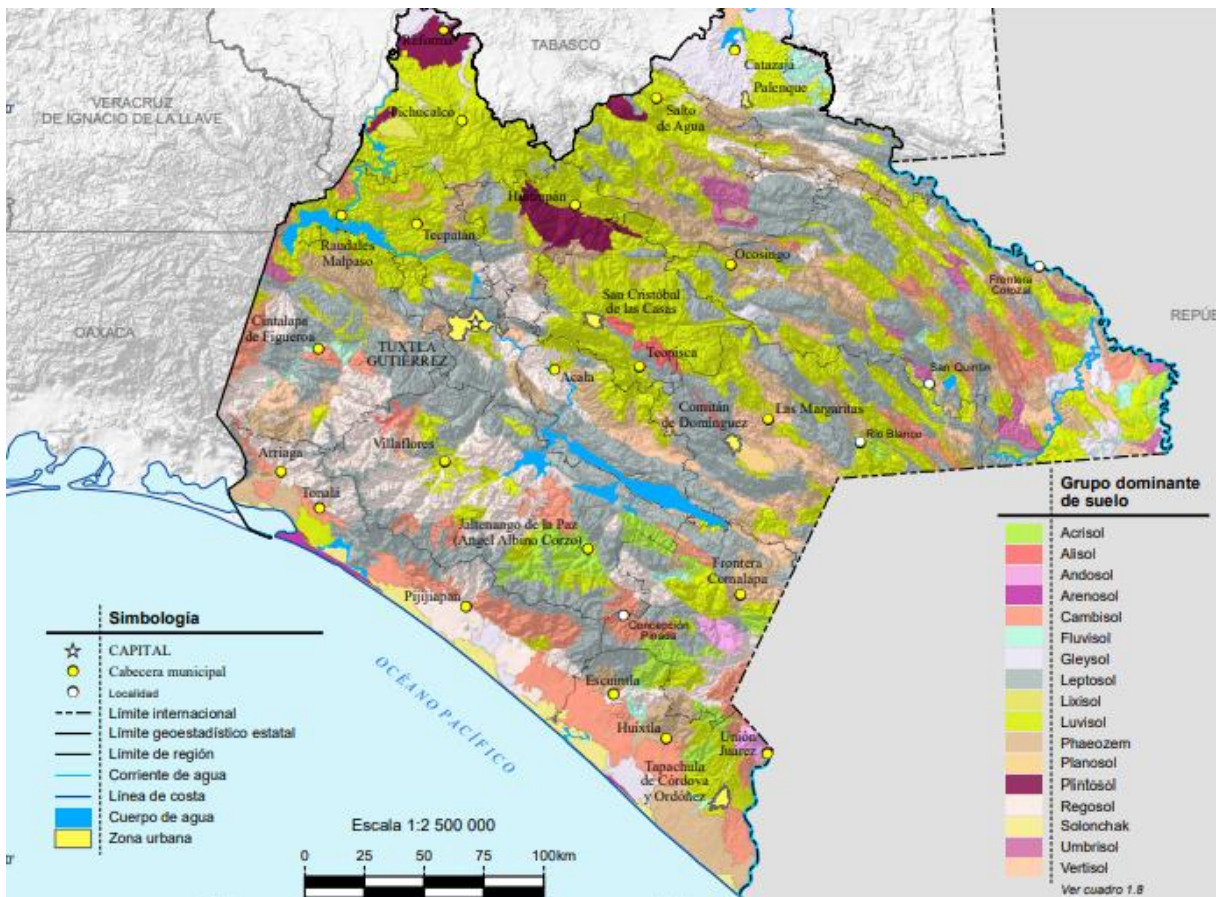 TABASCO
Reforma
Catazajá
Palenque
VERACRUZ
DE IGNACIO DE LA LLAVE
Pichucalco
Salto
de Agua
Huitiupán
Raudales
Malpaso
Tecpatán
Ocosingo
Frontera
Corozal
San Cristóbal
de las Casas
OAXACA
Cintalapa
de Figueroa
TUXTLA
GUTIÉRREZ
Teopisca
Acala
San Quintín
REPÚB
Comitán
de Domínguez
Las Margaritas
Río Blanco
Villaflores
Arriaga
Tonalá
Jaltenango de la Paz
(Ángel Albino Corzo)
Frontera
Comalapa
Pijijiapan
Concepción
Pinada
Escuintla
Huixtla
Unión
Juárez
Tapachula
de Córdova
y Ordóñez
OCÉANO PACÍFICO
Simbología
CAPITAL
Cabecera municipal
Localidad
Límite internacional
Límite geoestadístico estatal
Límite de región
Corriente de agua
Línea de costa
Cuerpo de agua
Zona urbana
Escala 1:2 500 000
0 25 50 75 100km
Grupo dominante
de suelo
Acrisol
Alisol
Andosol
Arenosol
Cambisol
Fluvisol
Gleysol
Leptosol
Lixisol
Luvisol
Phaeozem
Planosol
Plintosol
Regosol
Solonchak
Umbrisol
Vertisol
Ver cuadro 1.8